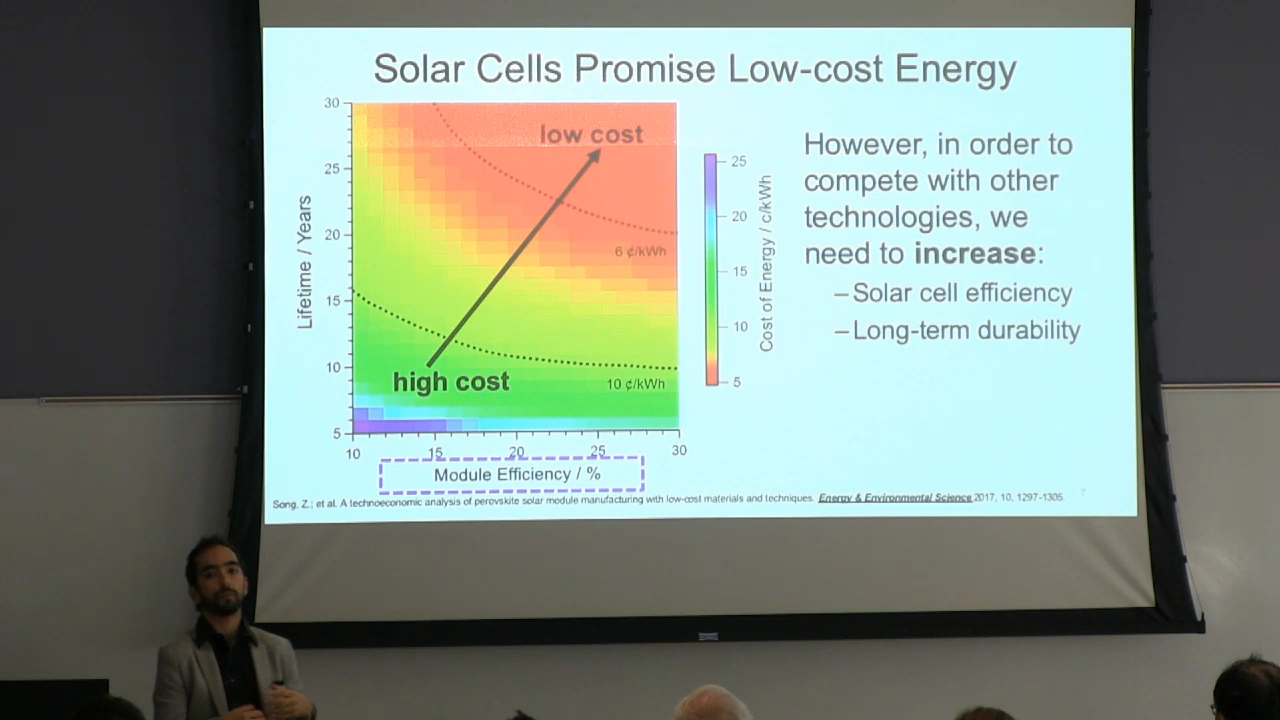 Solar Cells Promise Low-cost Energy
30
25
20
15
10
5
Lifetime / Years
low cost
6 ¢/kWh
high cost
10 ¢/kWh
10
15
20
25
30
Module Efficiency / %
25
20
15
10
5
Cost of Energy / c/kWh
However, in order to
compete with other
technologies, we
need to increase:
–Solar cell efficiency
–Long-term durability
Song, Z.; et al. A technoeconomic analysis of perovskite solar module manufacturing with low-cost materials and techniques. Energy & Environmental Science 2017, 10, 1297-1305.
7